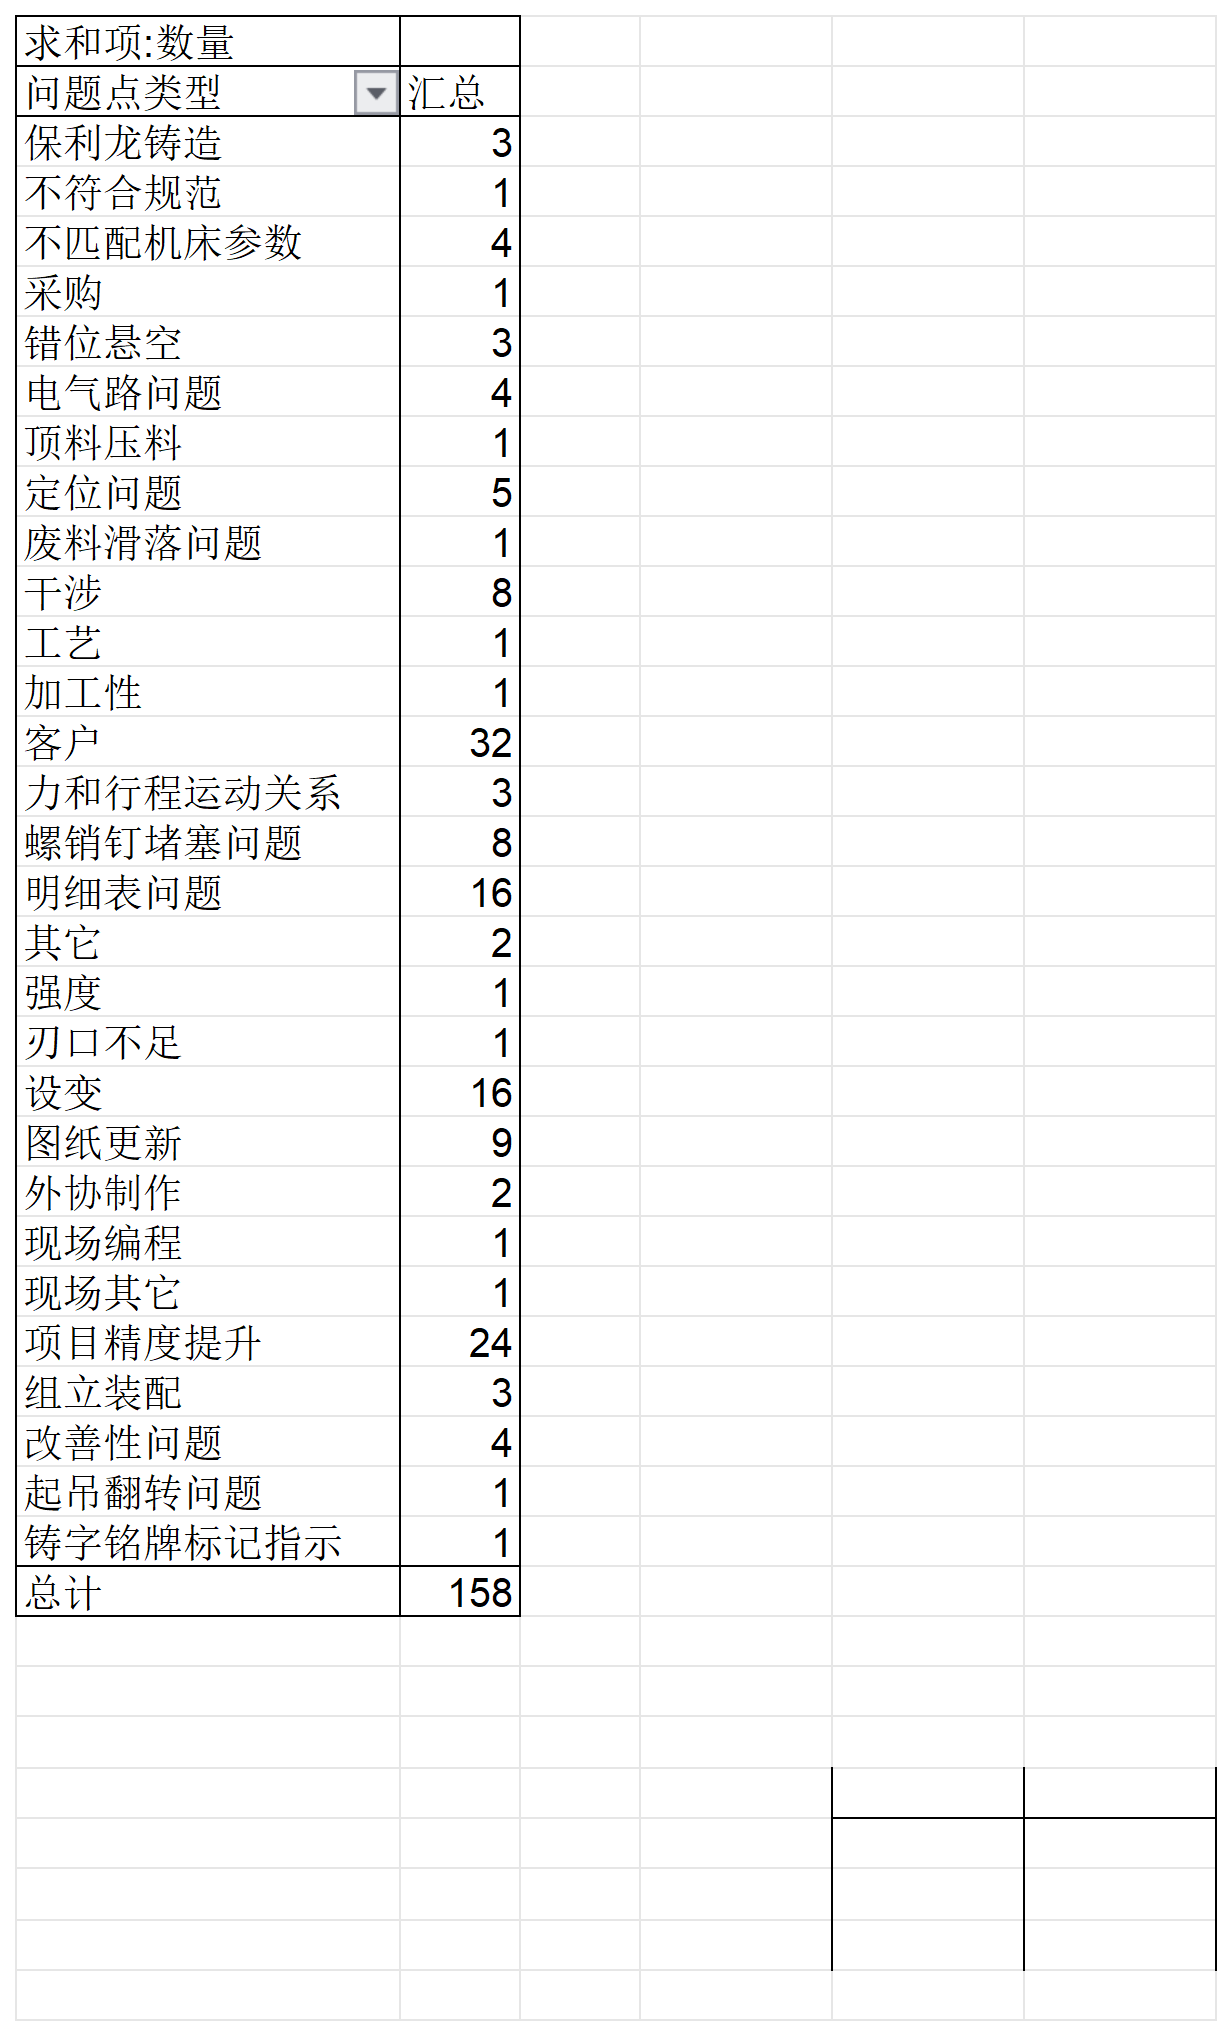 求和项:数量
问题点类型 汇总
保利龙铸造 3
不符合规范 1
不匹配机床参数 4
采购 1
错位悬空 3
电气路问题 4
顶料压料 1
定位问题 5
废料滑落问题 1
干涉 8
工艺 1
加工性 1
客户 32
力和行程运动关系 3
螺销钉堵塞问题 8
明细表问题 16
其它 2
强度 1
刃口不足 1
设变 16
图纸更新 9
外协制作 2
现场编程 1
现场其它 1
项目精度提升 24
组立装配 3
改善性问题 4
起吊翻转问题 1
铸字铭牌标记指示 1
总计 158